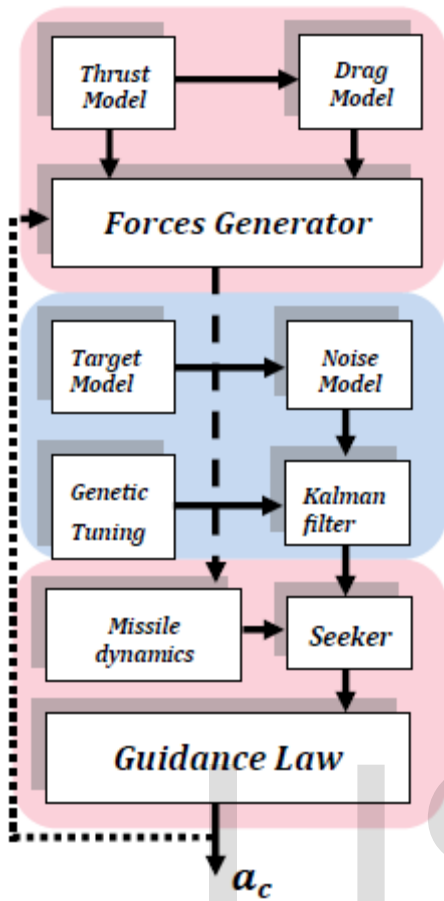 Thrust
Model
Drag
Model
Forces Generator
Target
Model
Noise
Model
Genetic
Tuning
Kalman
filter
Missile
dynamics
Seeker
Guidance Law
a_c